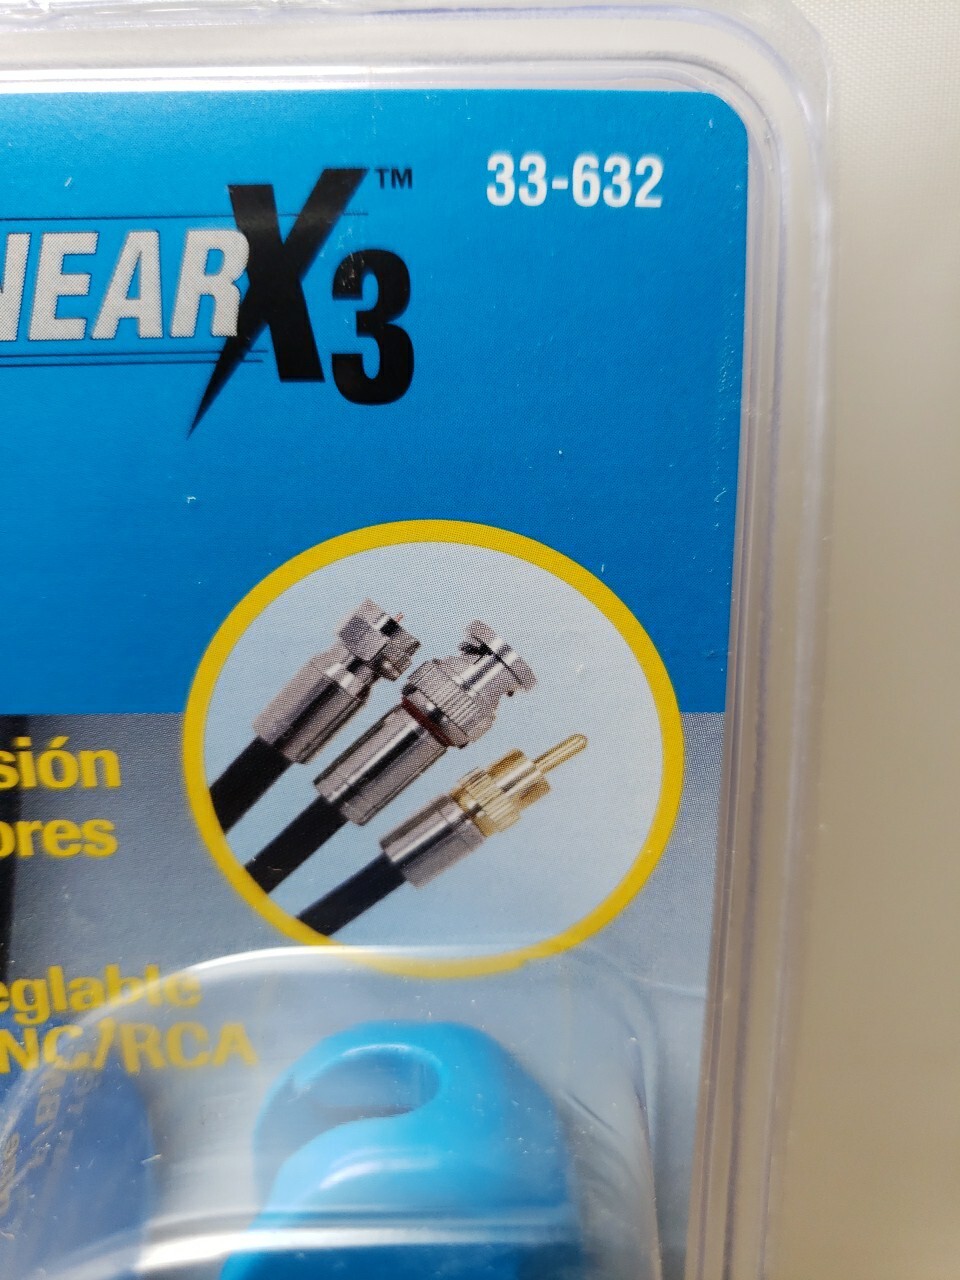 33-632
NEARX3™
sión
ores
eglable
NC/RCA